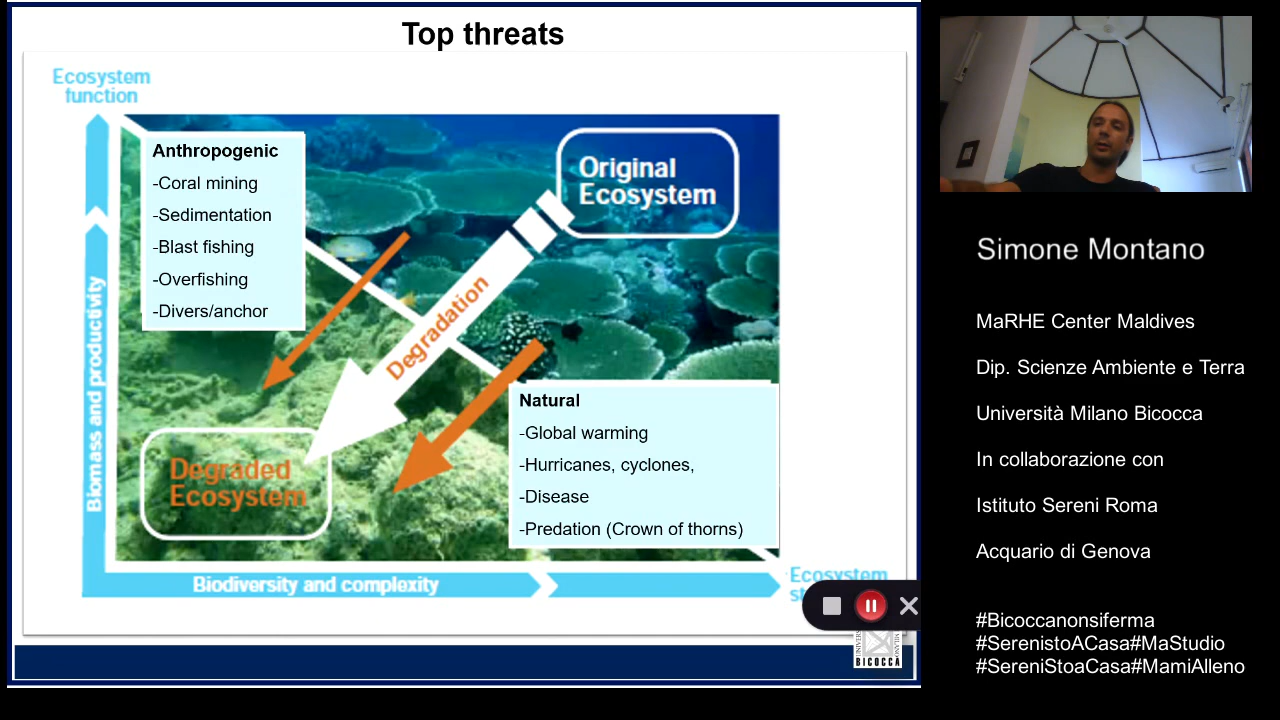 Top threats
Ecosystem
function
Anthropogenic
-Coral mining
-Sedimentation
-Blast fishing
-Overfishing
-Divers/anchor
Original
Ecosystem
Degradation
Biomass and productivity
Degraded
Ecosystem
Natural
-Global warming
-Hurricanes, cyclones,
-Disease
-Predation (Crown of thorns)
Biodiversity and complexity
Ecosystem
BICOCCA
Simone Montano
MaRHE Center Maldives
Dip. Scienze Ambiente e Terra
Università Milano Bicocca
In collaborazione con
Istituto Sereni Roma
Acquario di Genova
#Bicoccanonsiferma
#SerenistoACasa#MaStudio
#SereniStoaCasa#MamiAlleno